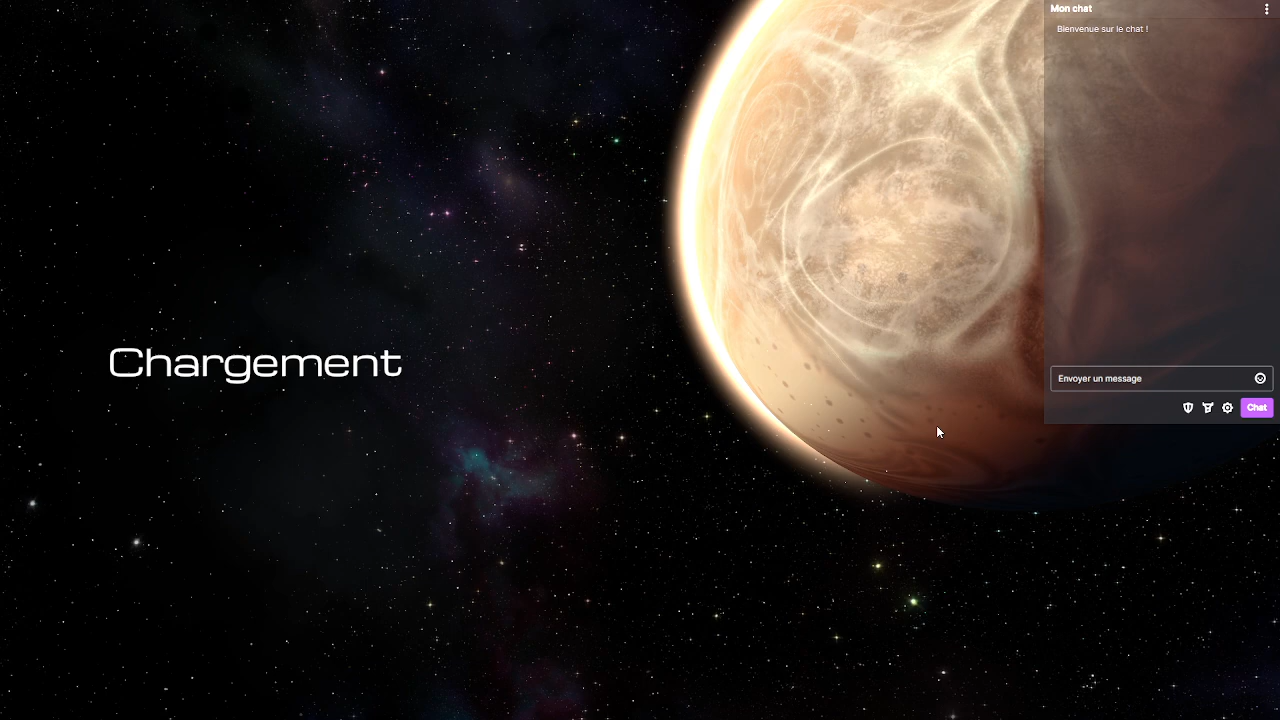 Mon chat
Bienvenue sur le chat !
Chargement
Envoyer un message
Chat